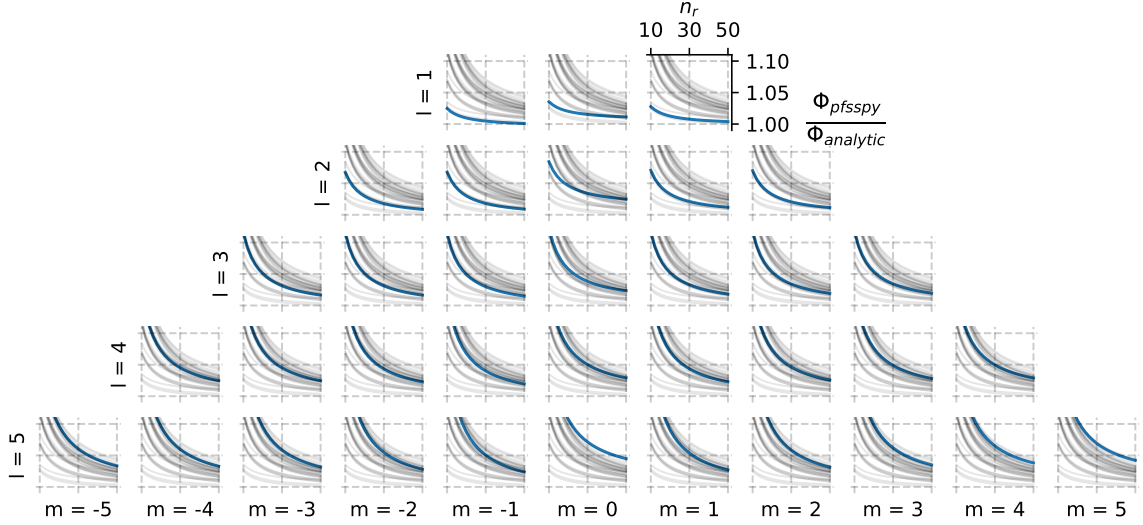 n_r
10 30 50
l = 1
1.10
1.05
1.00
Φ_pfsspy
Φ_analytic
l = 2
l = 3
l = 4
l = 5
m = -5 m = -4 m = -3 m = -2 m = -1 m = 0 m = 1 m = 2 m = 3 m = 4 m = 5